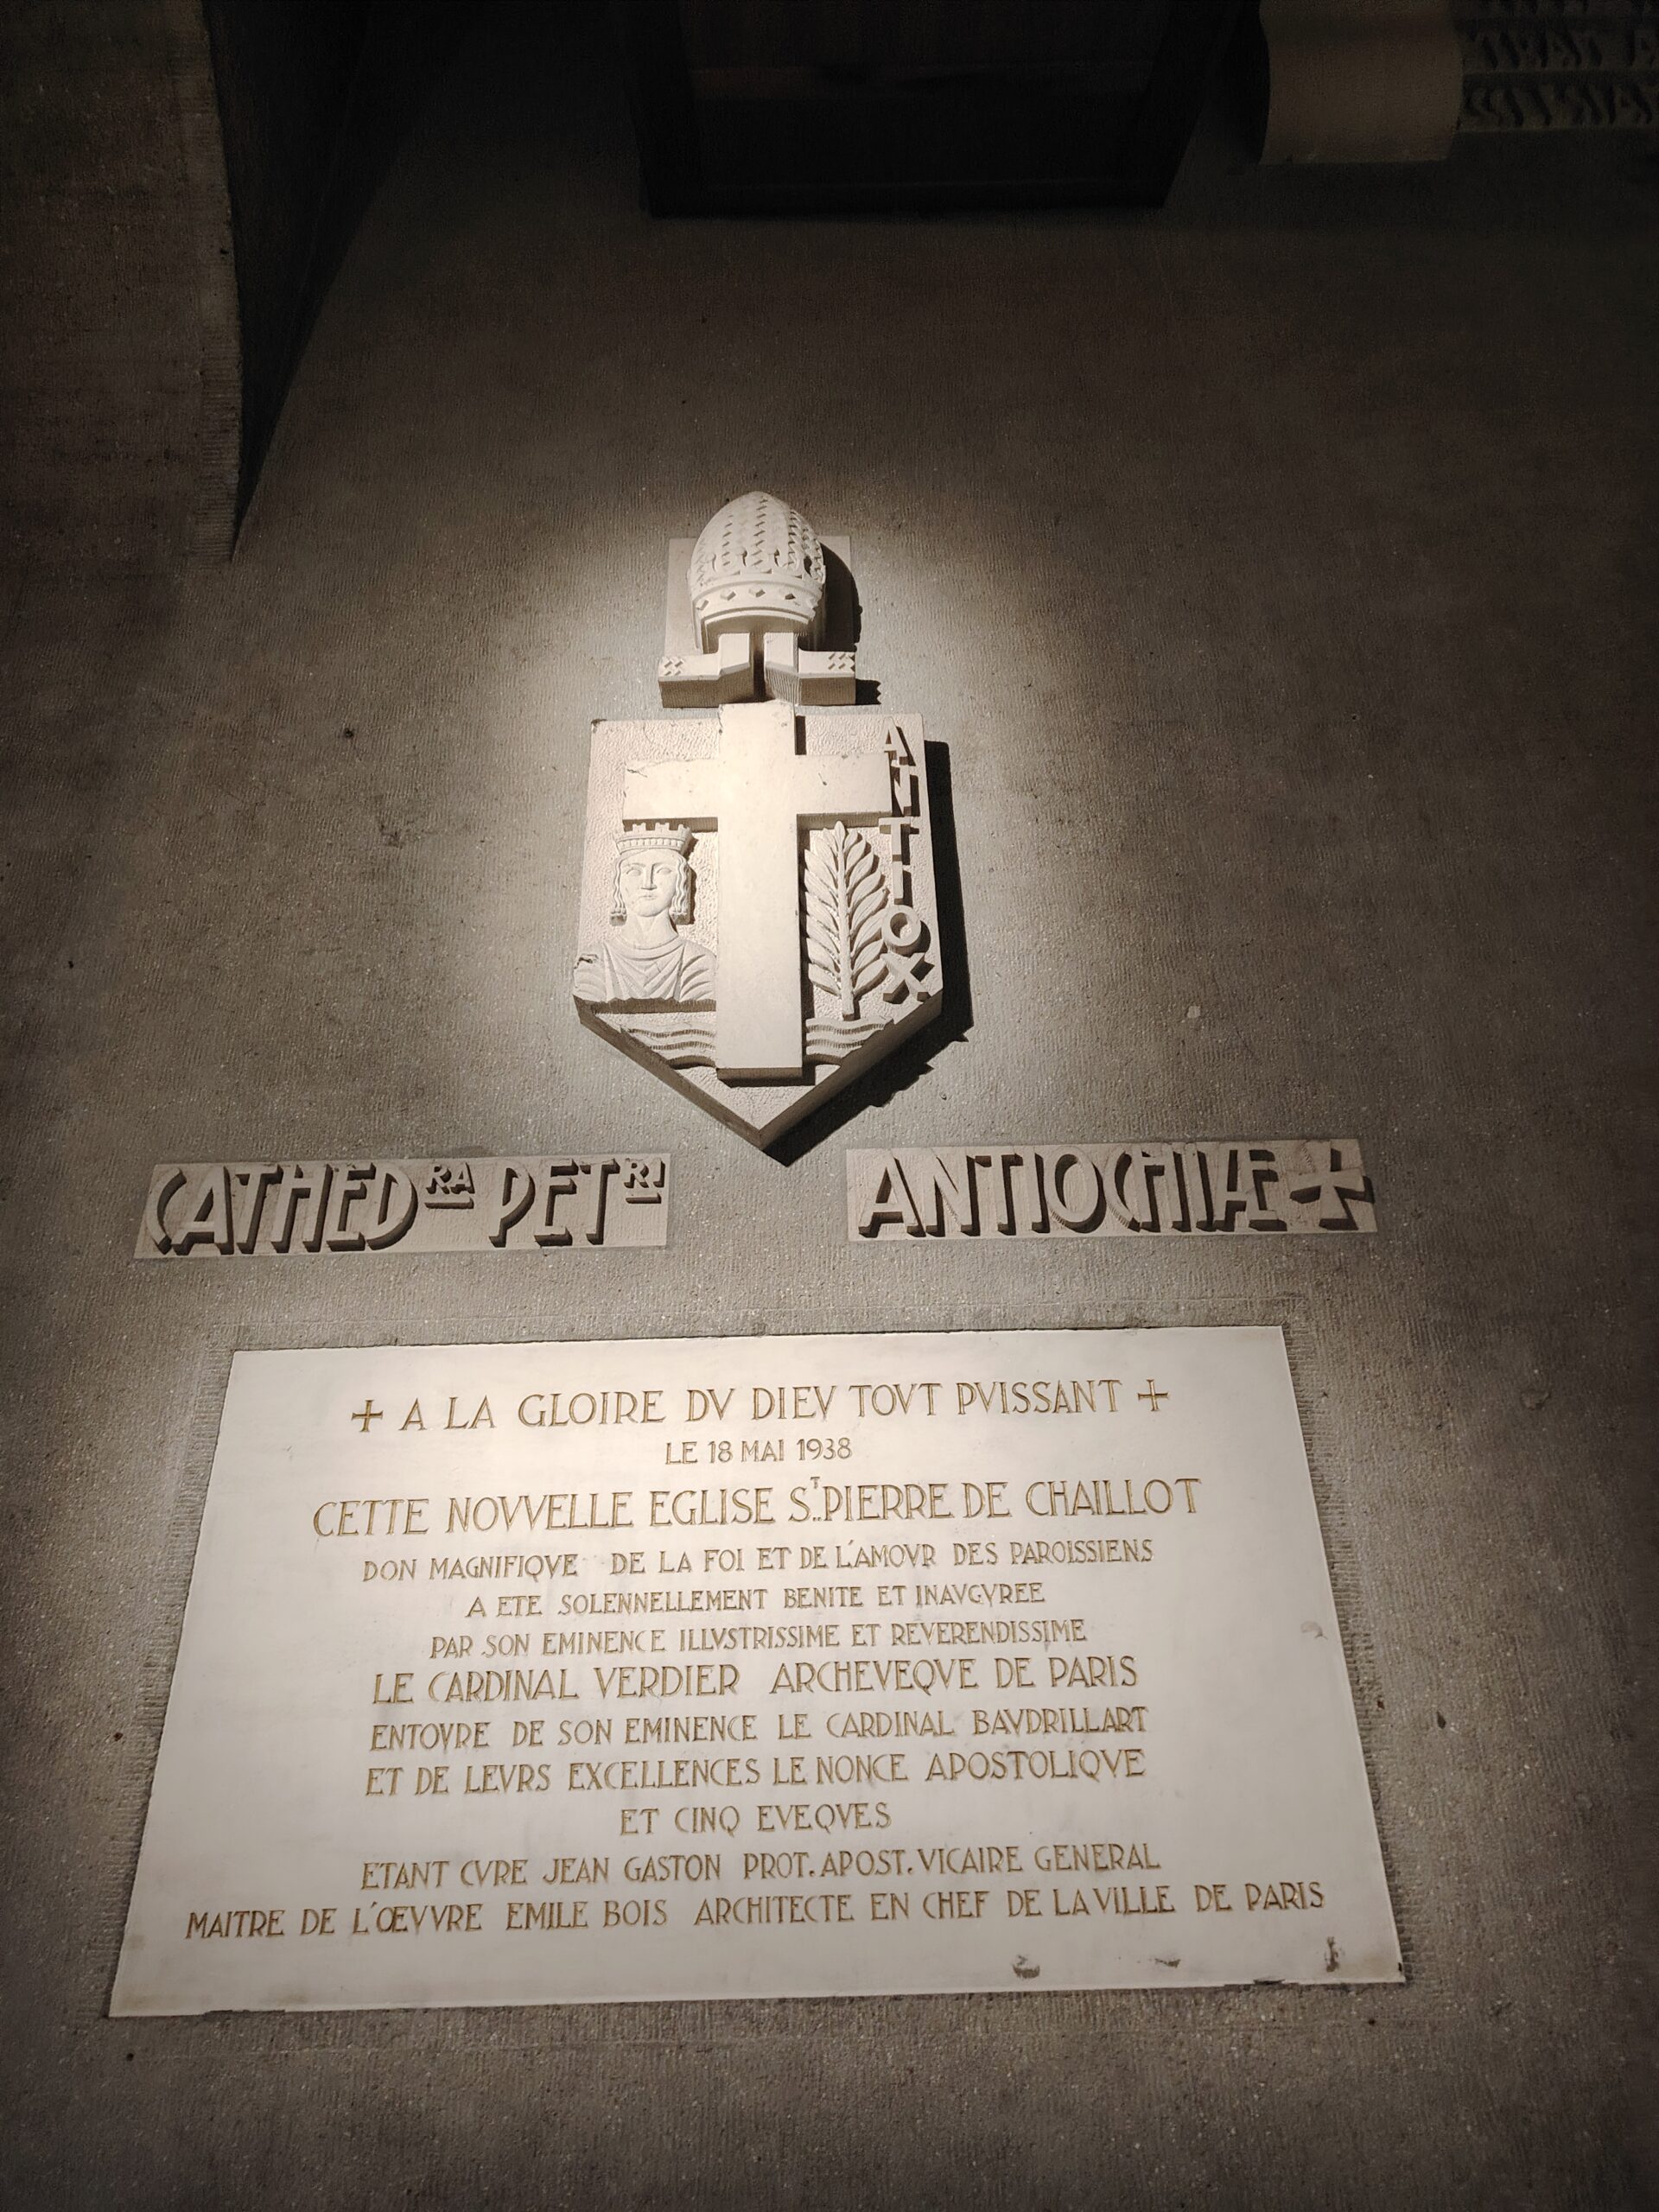 ANTIOX
CATHEDRA PETRI ANTIOCHIAE +
+ A LA GLOIRE DV DIEV TOVT PVISSANT +
LE 18 MAI 1938
CETTE NOVVELLE EGLISE ST PIERRE DE CHAILLOT
DON MAGNIFIQVE DE LA FOI ET DE L'AMOVR DES PAROISSIENS
A ETE SOLENNELLEMENT BENITE ET INAVGVREE
PAR SON EMINENCE ILLVSTRISSIME ET REVERENDISSIME
LE CARDINAL VERDIER ARCHEVEQVE DE PARIS
ENTOVRE DE SON EMINENCE LE CARDINAL BAVDRILLART
ET DE LEVRS EXCELLENCES LE NONCE APOSTOLIQVE
ET CINQ EVEQVES
ETANT CVRE JEAN GASTON PROT. APOST. VICAIRE GENERAL
MAITRE DE L'ŒVVRE EMILE BOIS ARCHITECTE EN CHEF DE LA VILLE DE PARIS